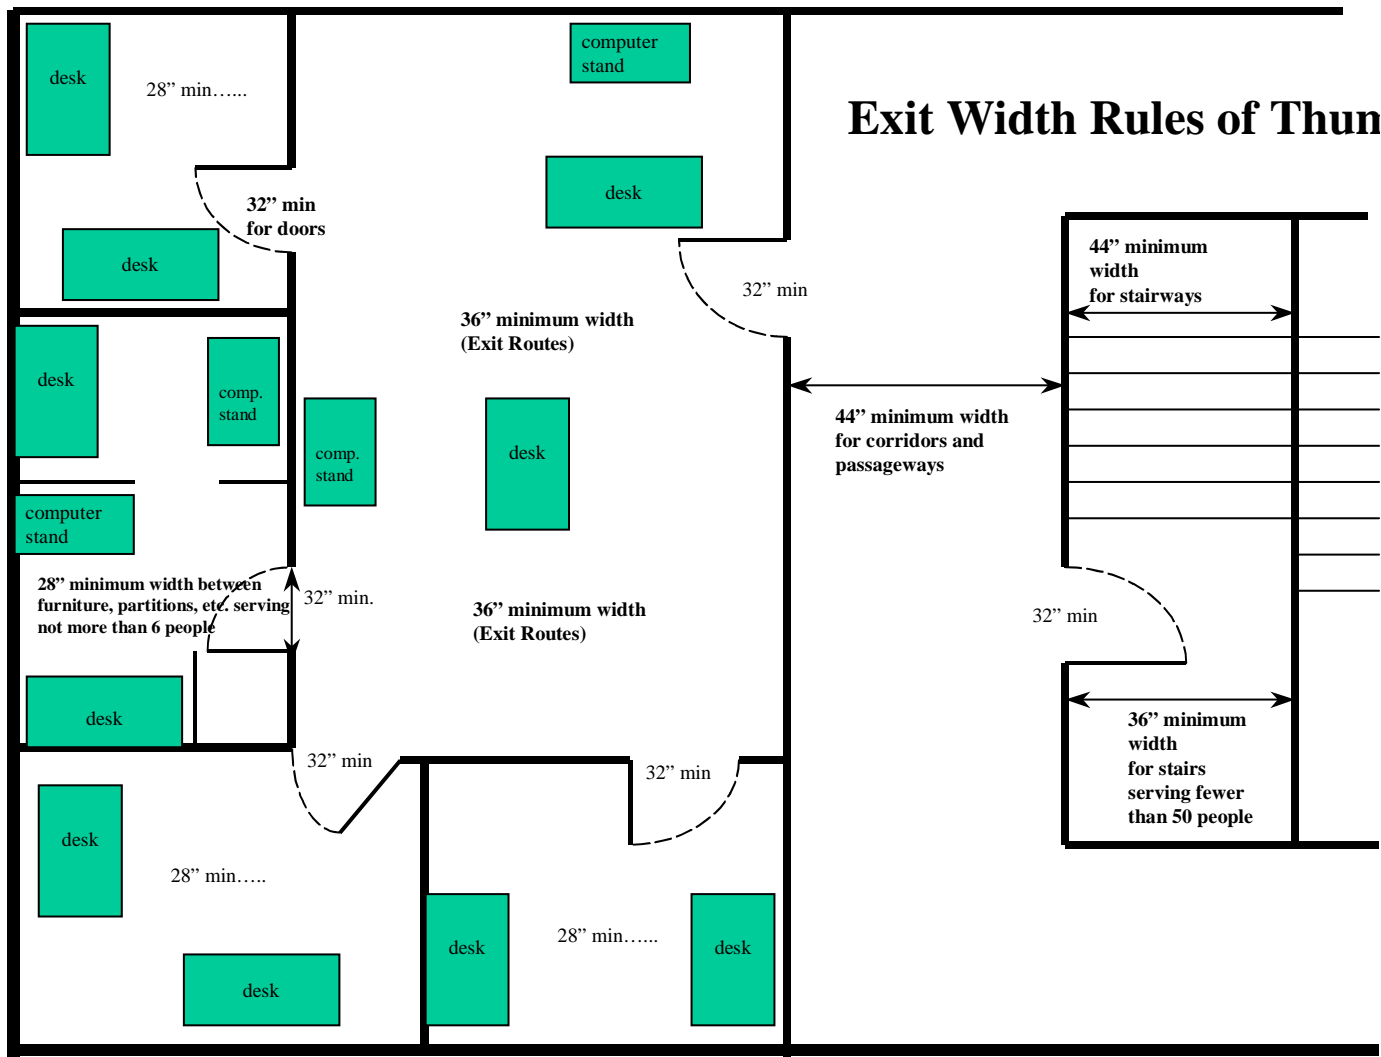 Exit Width Rules of Thum
desk
28” min…...
computer
stand
desk
32” min
for doors
desk
44” minimum
width
for stairways
desk
32” min
36” minimum width
(Exit Routes)
desk
comp.
stand
comp.
stand
desk
44” minimum width
for corridors and
passageways
computer
stand
28” minimum width between
furniture, partitions, etc. serving
not more than 6 people
32” min.
36” minimum width
(Exit Routes)
32” min
desk
36” minimum
width
for stairs
serving fewer
than 50 people
32” min
32” min
desk
28” min…..
desk
desk
28” min…...
desk